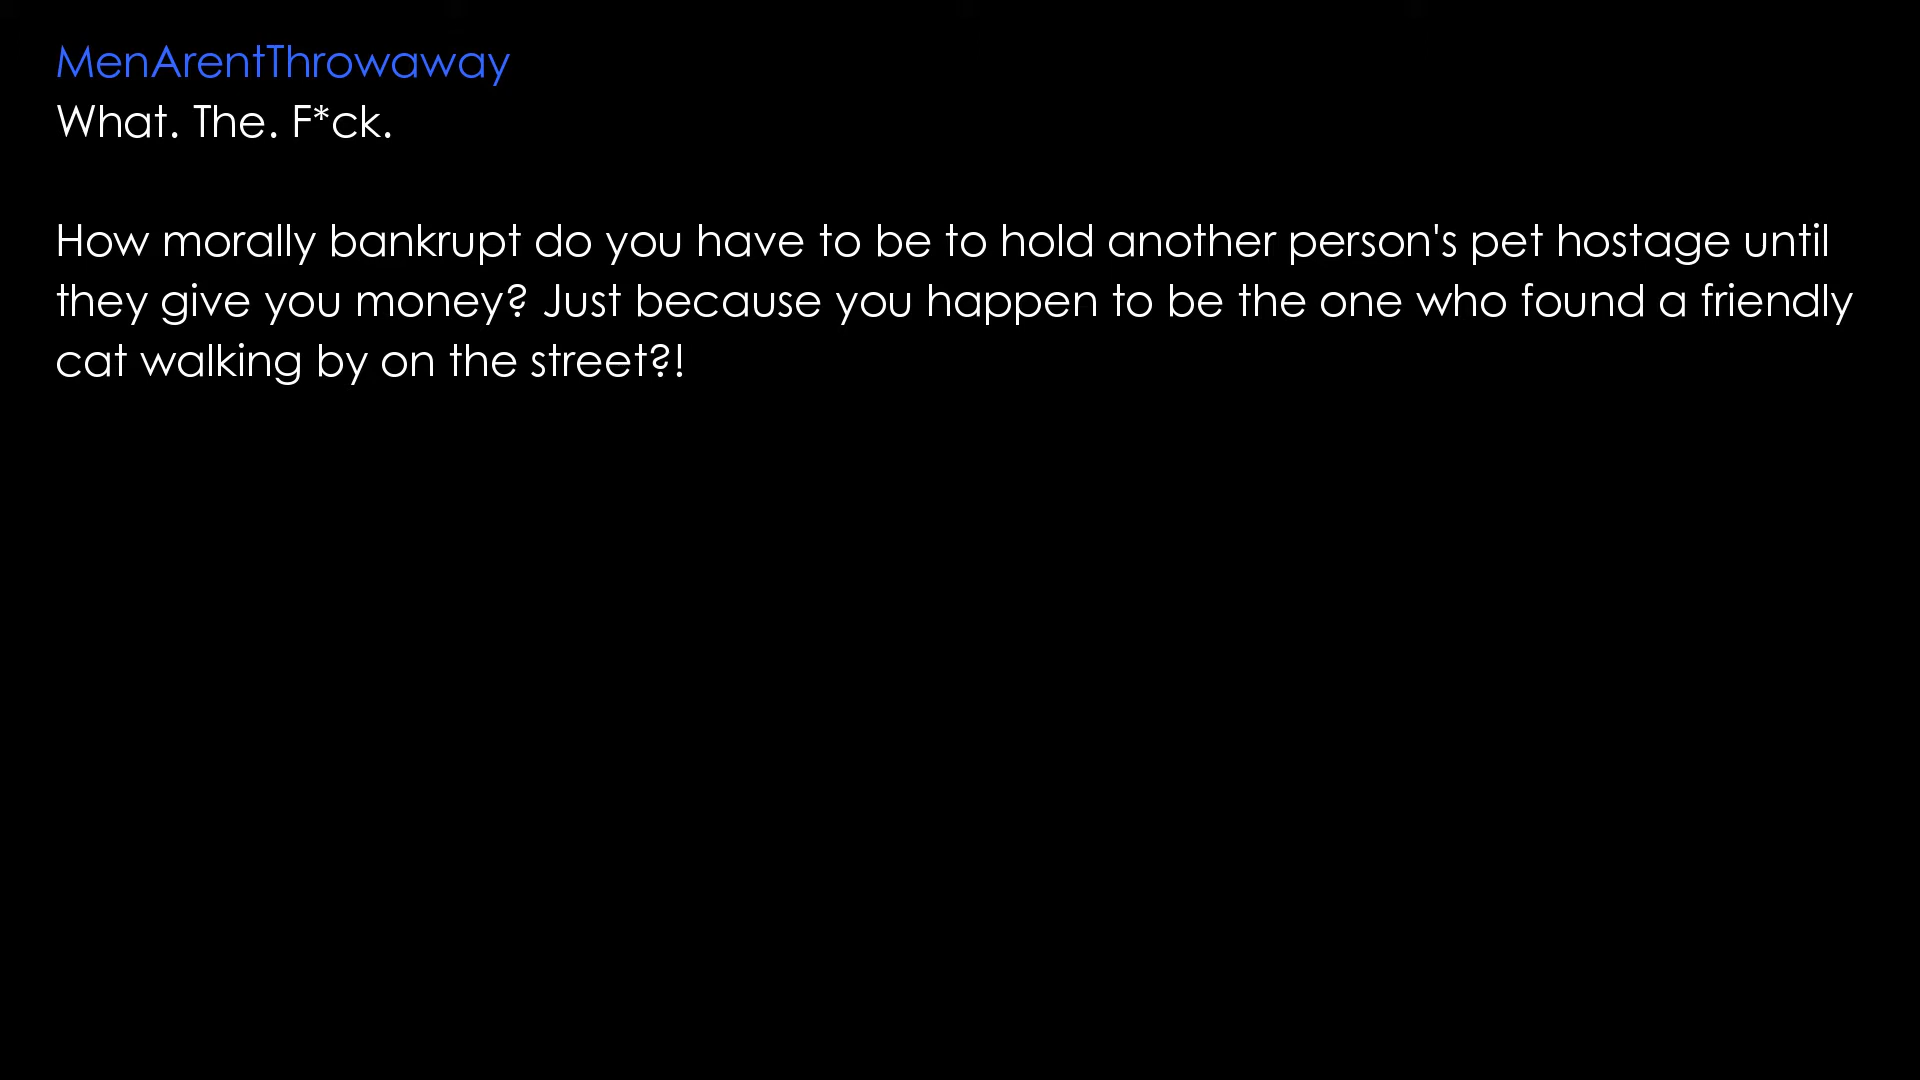 MenArentThrowaway
What. The. F*ck.
How morally bankrupt do you have to be to hold another person's pet hostage until
they give you money? Just because you happen to be the one who found a friendly
cat walking by on the street?!